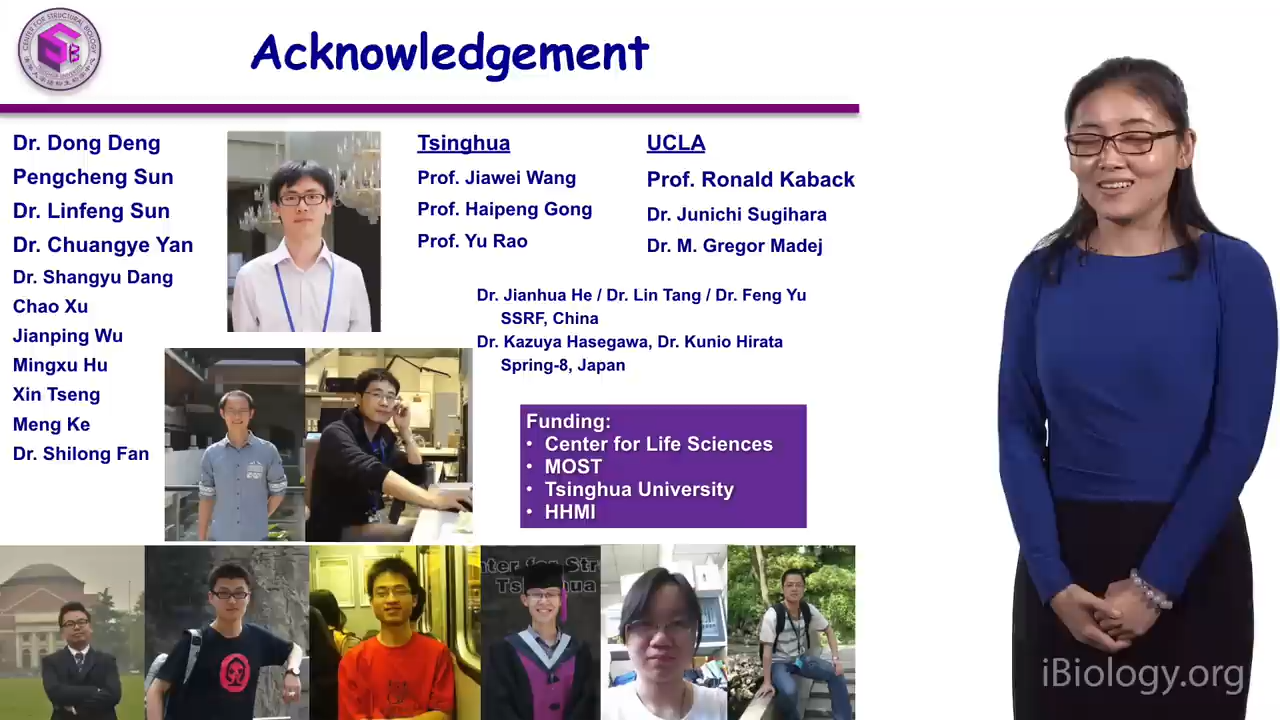 Acknowledgement
Dr. Dong Deng
Pengcheng Sun
Dr. Linfeng Sun
Dr. Chuangye Yan
Dr. Shangyu Dang
Chao Xu
Jianping Wu
Mingxu Hu
Xin Tseng
Meng Ke
Dr. Shilong Fan
Tsinghua
Prof. Jiawei Wang
Prof. Haipeng Gong
Prof. Yu Rao
UCLA
Prof. Ronald Kaback
Dr. Junichi Sugihara
Dr. M. Gregor Madej
Dr. Jianhua He / Dr. Lin Tang / Dr. Feng Yu
SSRF, China
Dr. Kazuya Hasegawa, Dr. Kunio Hirata
Spring-8, Japan
Funding:
• Center for Life Sciences
• MOST
• Tsinghua University
• HHMI
iBiology.org